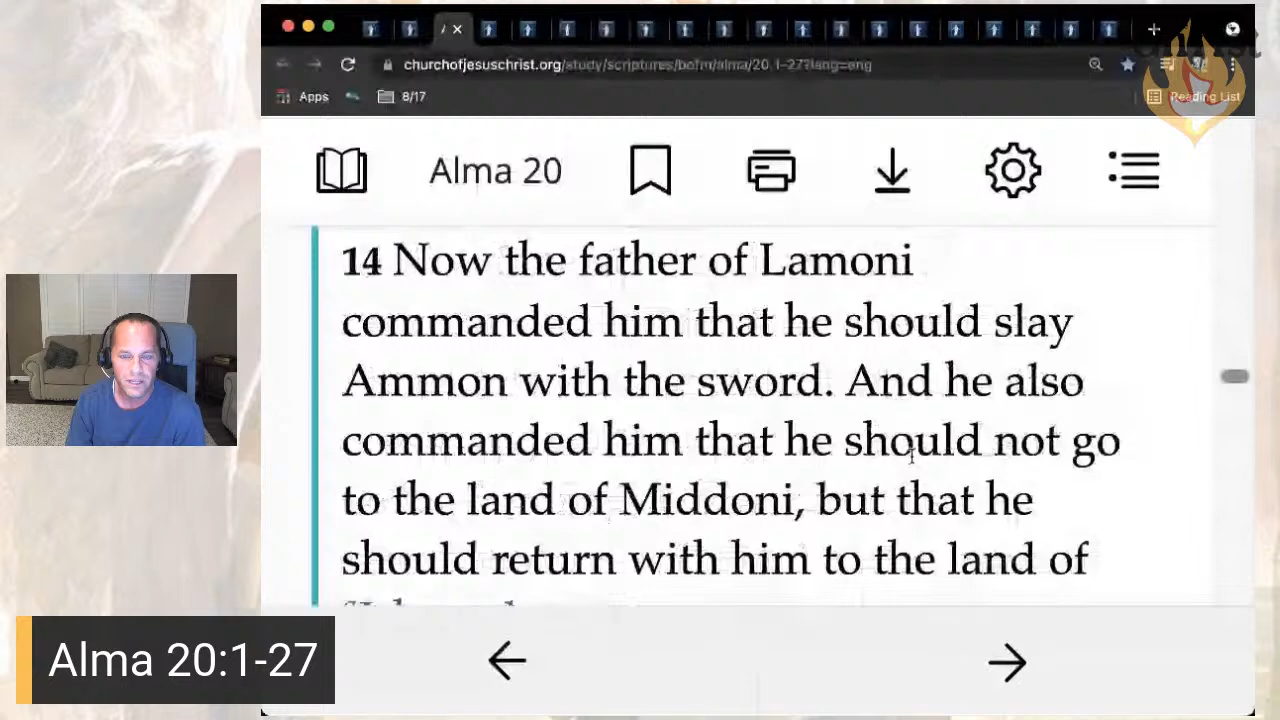 churchofjesuschrist.org/study/scriptures/bofm/alma/20.1-27?lang=eng
Apps
8/17
Reading List
Alma 20
14 Now the father of Lamoni
commanded him that he should slay
Ammon with the sword. And he also
commanded him that he should not go
to the land of Middoni, but that he
should return with him to the land of
Alma 20:1-27